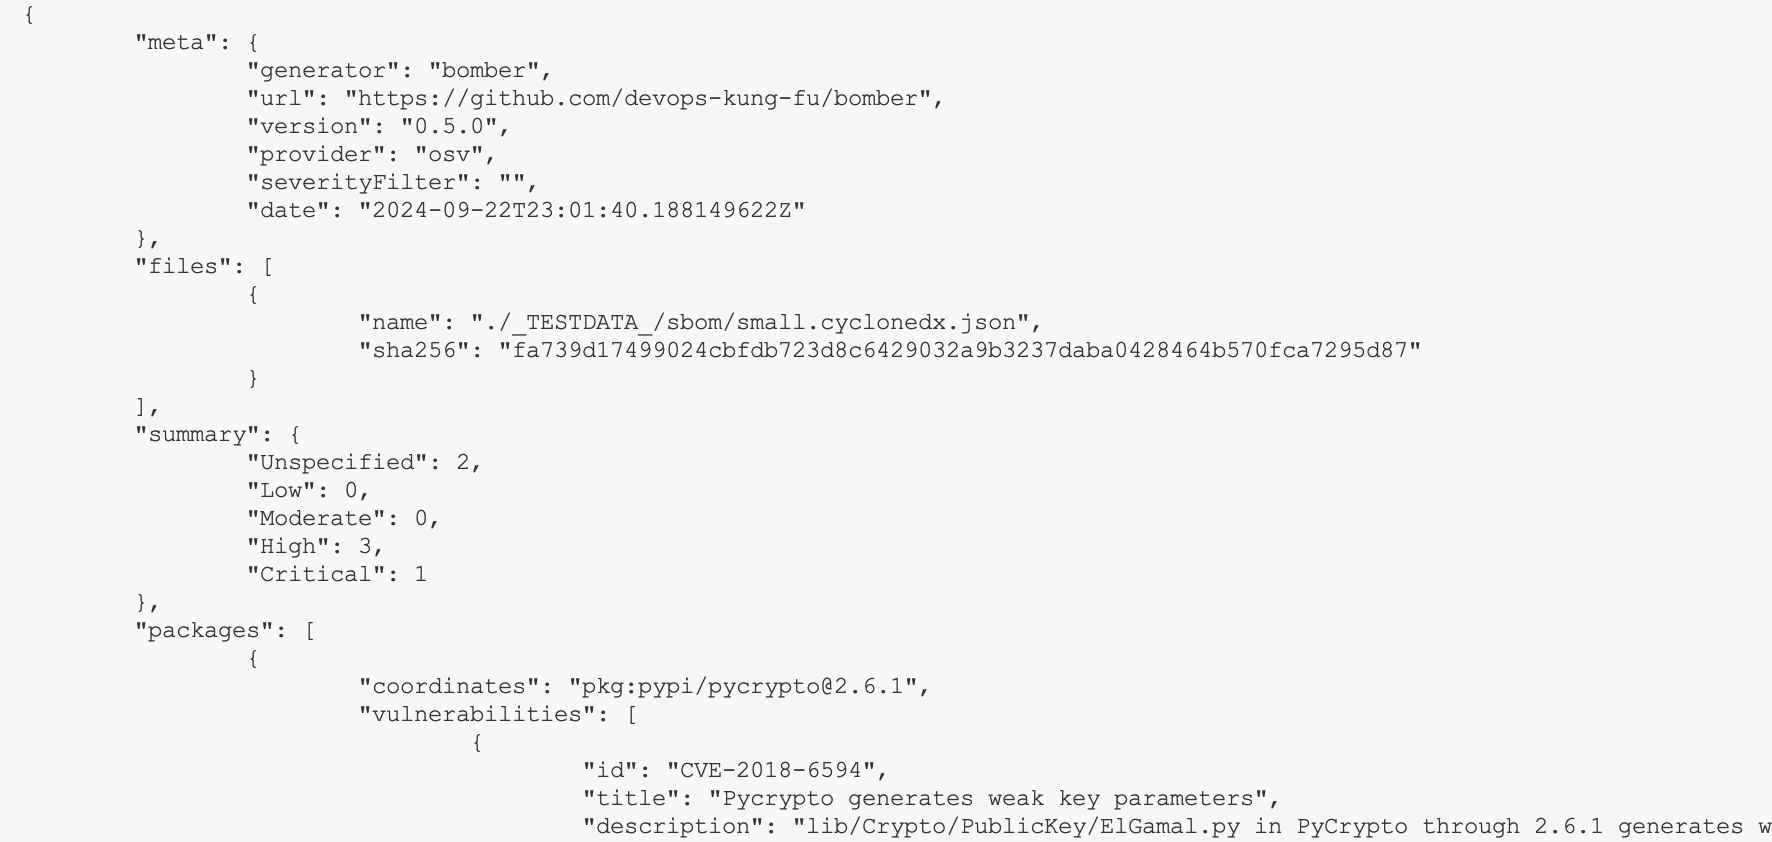 {
"meta": {
"generator": "bomber",
"url": "https://github.com/devops-kung-fu/bomber",
"version": "0.5.0",
"provider": "osv",
"severityFilter": "",
"date": "2024-09-22T23:01:40.188149622Z"
},
"files": [
{
"name": "./_TESTDATA_/sbom/small.cyclonedx.json",
"sha256": "fa739d17499024cbfdb723d8c6429032a9b3237daba0428464b570fca7295d87"
}
],
"summary": {
"Unspecified": 2,
"Low": 0,
"Moderate": 0,
"High": 3,
"Critical": 1
},
"packages": [
{
"coordinates": "pkg:pypi/pycrypto@2.6.1",
"vulnerabilities": [
{
"id": "CVE-2018-6594",
"title": "Pycrypto generates weak key parameters",
"description": "lib/Crypto/PublicKey/ElGamal.py in PyCrypto through 2.6.1 generates